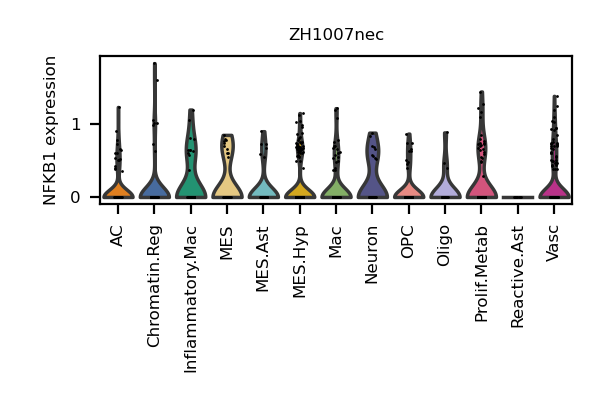 ZH1007nec
NFKB1 expression
1
0
AC
Chromatin.Reg
Inflammatory.Mac
MES
MES.Ast
MES.Hyp
Mac
Neuron
OPC
Oligo
Prolif.Metab
Reactive.Ast
Vasc